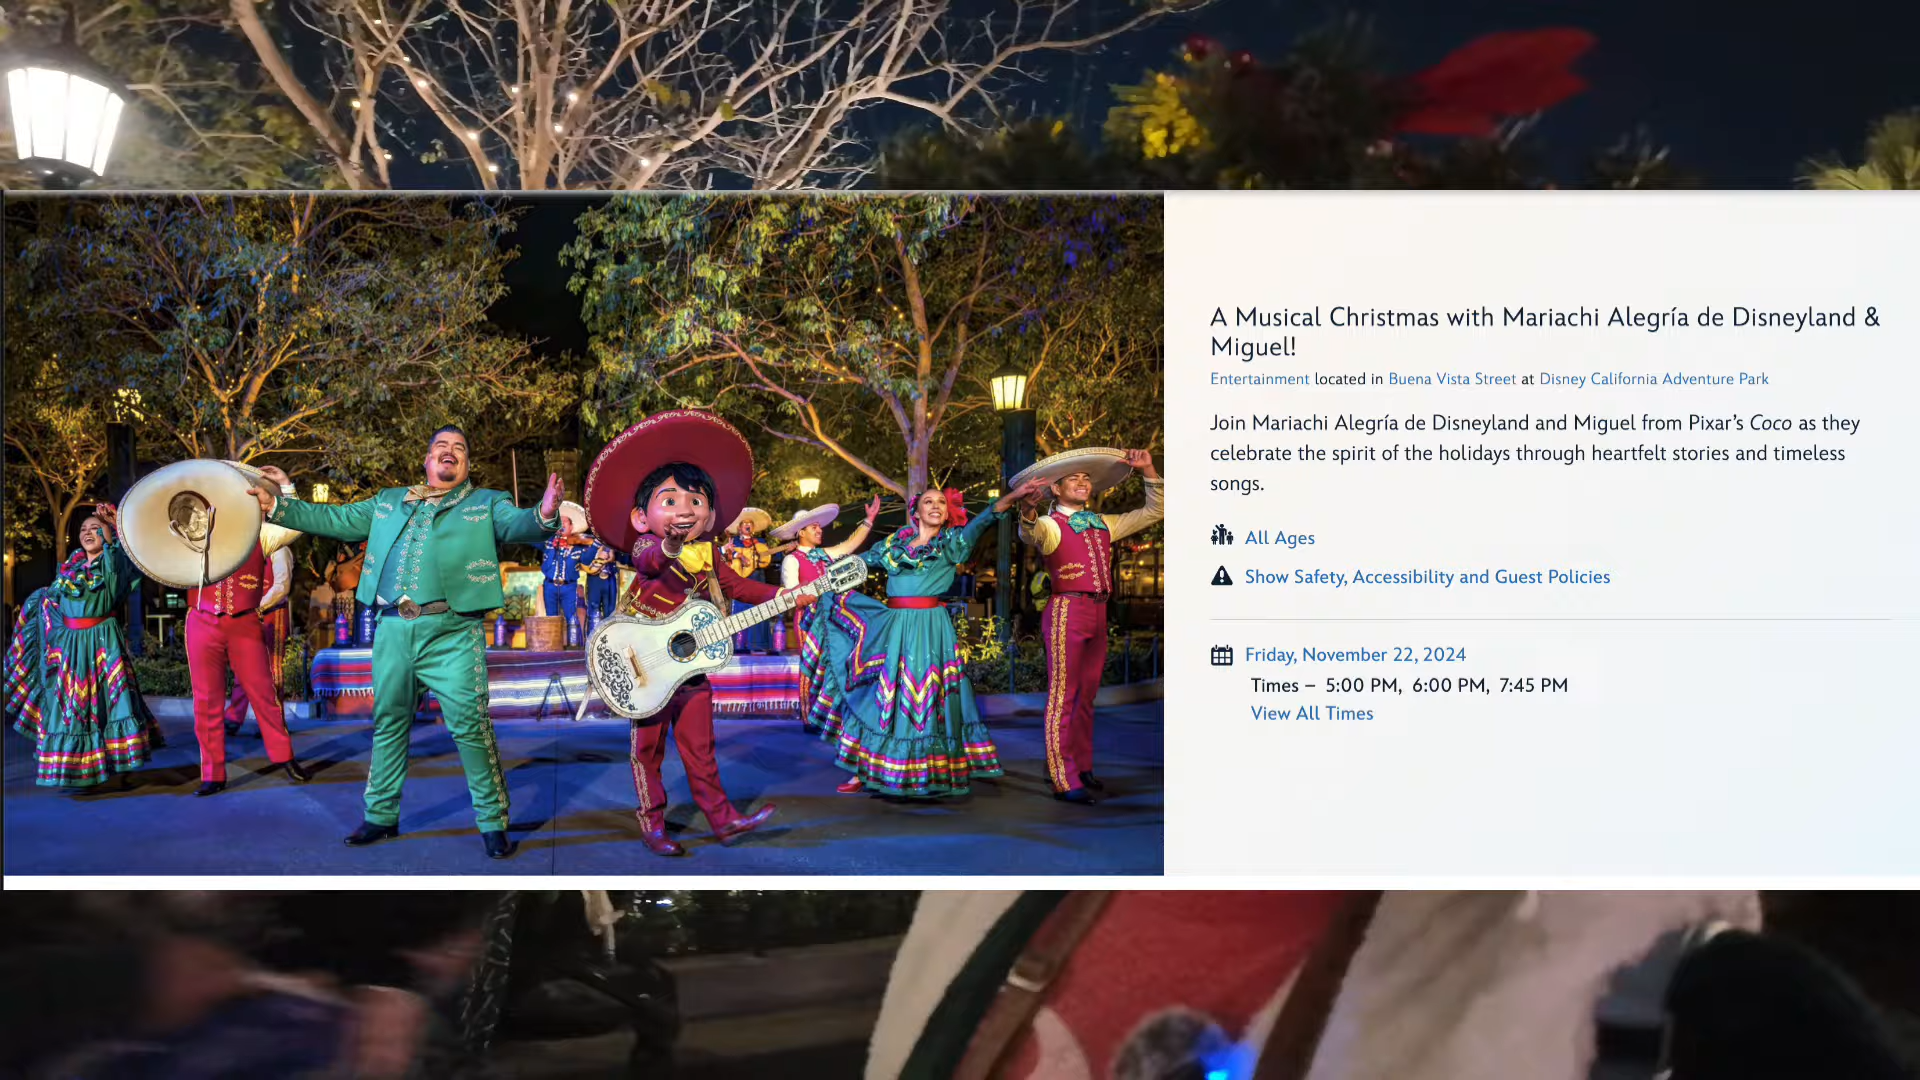 A Musical Christmas with Mariachi Alegría de Disneyland &
Miguel!
Entertainment located in Buena Vista Street at Disney California Adventure Park
Join Mariachi Alegría de Disneyland and Miguel from Pixar’s Coco as they
celebrate the spirit of the holidays through heartfelt stories and timeless
songs.
All Ages
Show Safety, Accessibility and Guest Policies
Friday, November 22, 2024
Times – 5:00 PM, 6:00 PM, 7:45 PM
View All Times